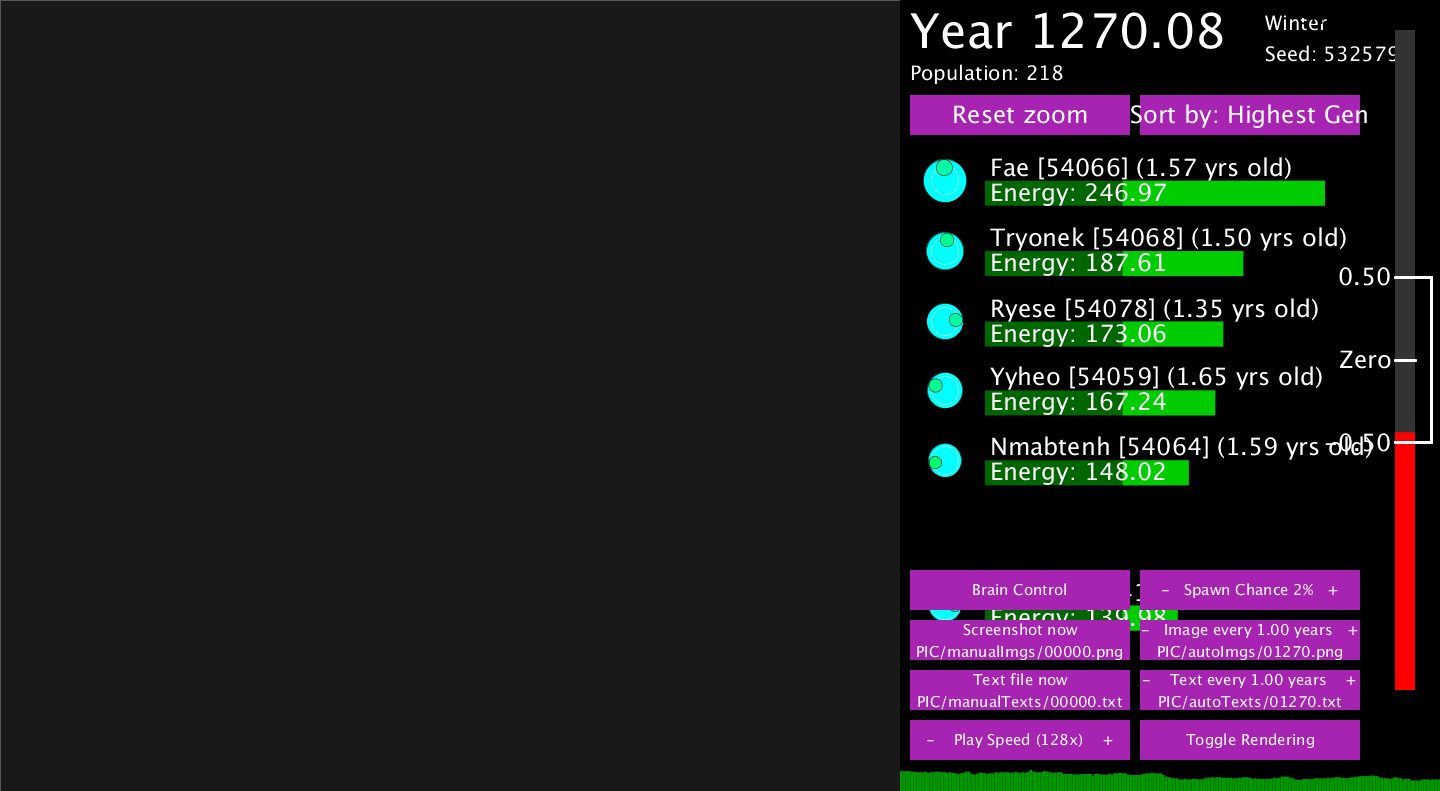 Year 1270.08
Winter
Seed: 532579
Population: 218
Reset zoom
Sort by: Highest Gen
Fae [54066] (1.57 yrs old)
Energy: 246.97
Tryonek [54068] (1.50 yrs old)
Energy: 187.61
0.50
Ryese [54078] (1.35 yrs old)
Energy: 173.06
Zero
Yyheo [54059] (1.65 yrs old)
Energy: 167.24
Nmabtenh [54064] (1.59 yrs old)
-0.50
Energy: 148.02
Brain Control
- Spawn Chance 2% +
Energy: 139.98
Screenshot now
PIC/manualImgs/00000.png
- Image every 1.00 years +
PIC/autoImgs/01270.png
Text file now
PIC/manualTexts/00000.txt
- Text every 1.00 years +
PIC/autoTexts/01270.txt
- Play Speed (128x) +
Toggle Rendering